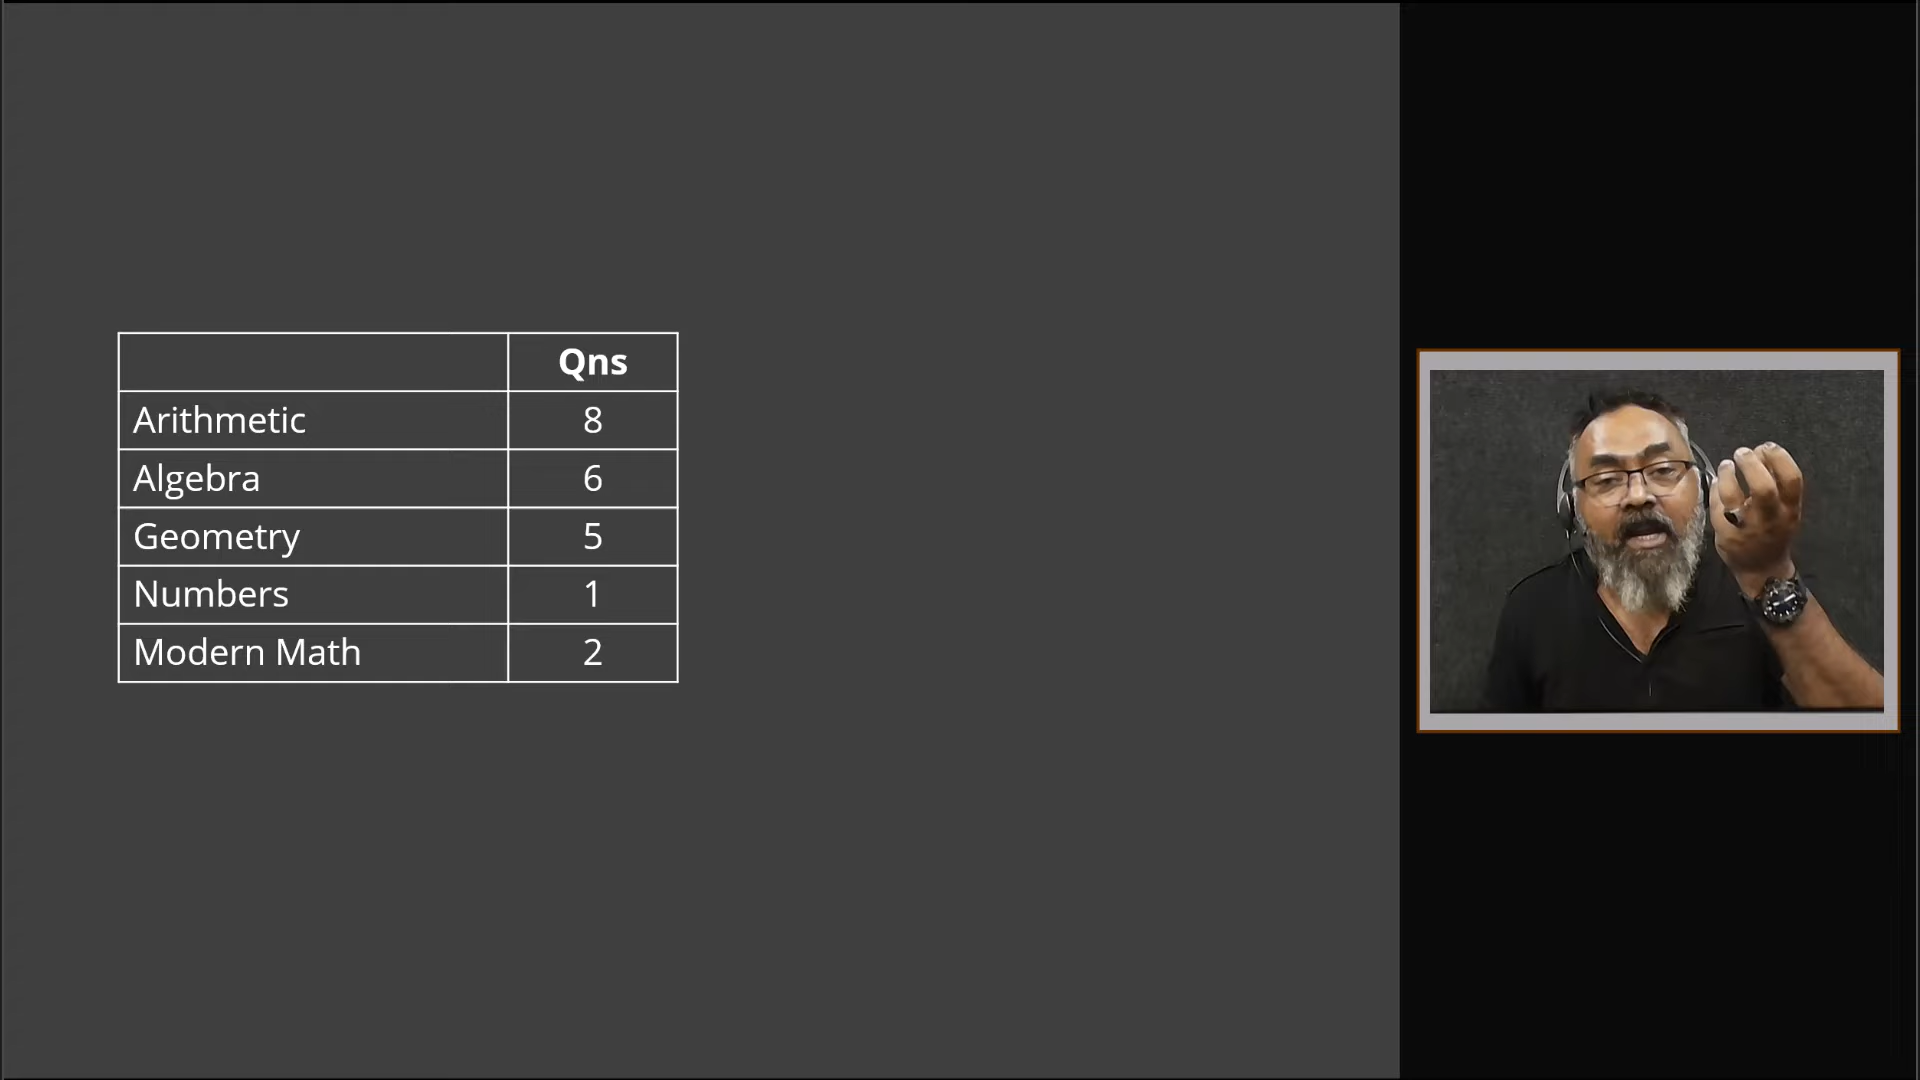 Qns
Arithmetic 8
Algebra 6
Geometry 5
Numbers 1
Modern Math 2